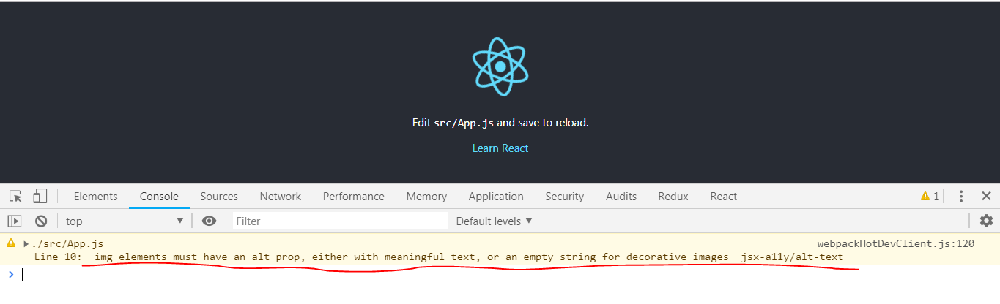 Edit src/App.js and save to reload.
Learn React
Elements Console Sources Network Performance Memory Application Security Audits Redux React 1
top Filter Default levels
./src/App.js webpackHotDevClient.js:120
Line 10: img elements must have an alt prop, either with meaningful text, or an empty string for decorative images jsx-a11y/alt-text